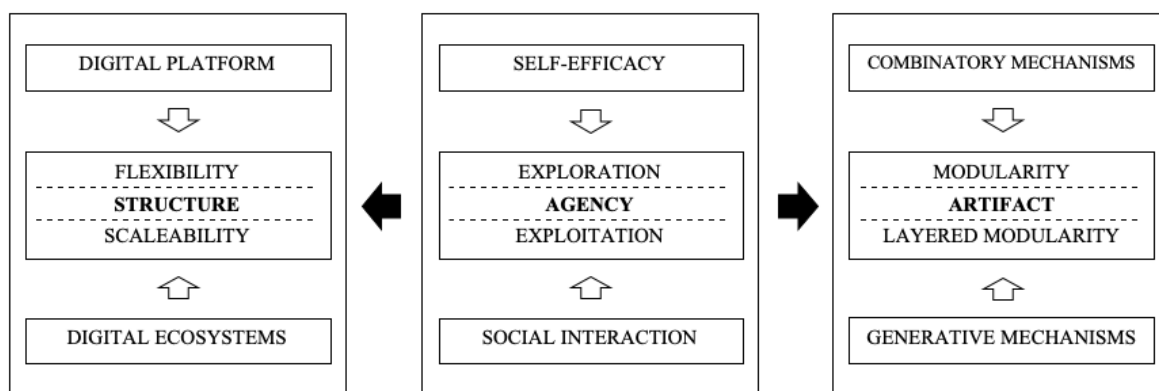 DIGITAL PLATFORM
FLEXIBILITY
STRUCTURE
SCALEABILITY
DIGITAL ECOSYSTEMS
SELF-EFFICACY
EXPLORATION
AGENCY
EXPLOITATION
SOCIAL INTERACTION
COMBINATORY MECHANISMS
MODULARITY
ARTIFACT
LAYERED MODULARITY
GENERATIVE MECHANISMS